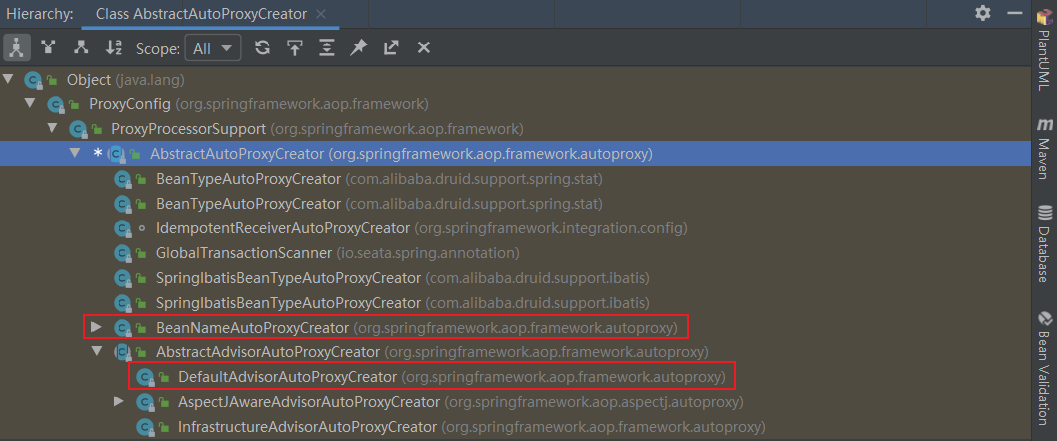 Hierarchy: Class AbstractAutoProxyCreator ×
Scope: All
Object (java.lang)
ProxyConfig (org.springframework.aop.framework)
ProxyProcessorSupport (org.springframework.aop.framework)
* AbstractAutoProxyCreator (org.springframework.aop.framework.autoproxy)
BeanTypeAutoProxyCreator (com.alibaba.druid.support.spring.stat)
BeanTypeAutoProxyCreator (com.alibaba.druid.support.spring.stat)
IdempotentReceiverAutoProxyCreator (org.springframework.integration.config)
GlobalTransactionScanner (io.seata.spring.annotation)
SpringIbatisBeanTypeAutoProxyCreator (com.alibaba.druid.support.ibatis)
SpringIbatisBeanTypeAutoProxyCreator (com.alibaba.druid.support.ibatis)
BeanNameAutoProxyCreator (org.springframework.aop.framework.autoproxy)
AbstractAdvisorAutoProxyCreator (org.springframework.aop.framework.autoproxy)
DefaultAdvisorAutoProxyCreator (org.springframework.aop.framework.autoproxy)
AspectJAwareAdvisorAutoProxyCreator (org.springframework.aop.aspectj.autoproxy)
InfrastructureAdvisorAutoProxyCreator (org.springframework.aop.framework.autoproxy)
PlantUML
m Maven
Database
Bean Validation